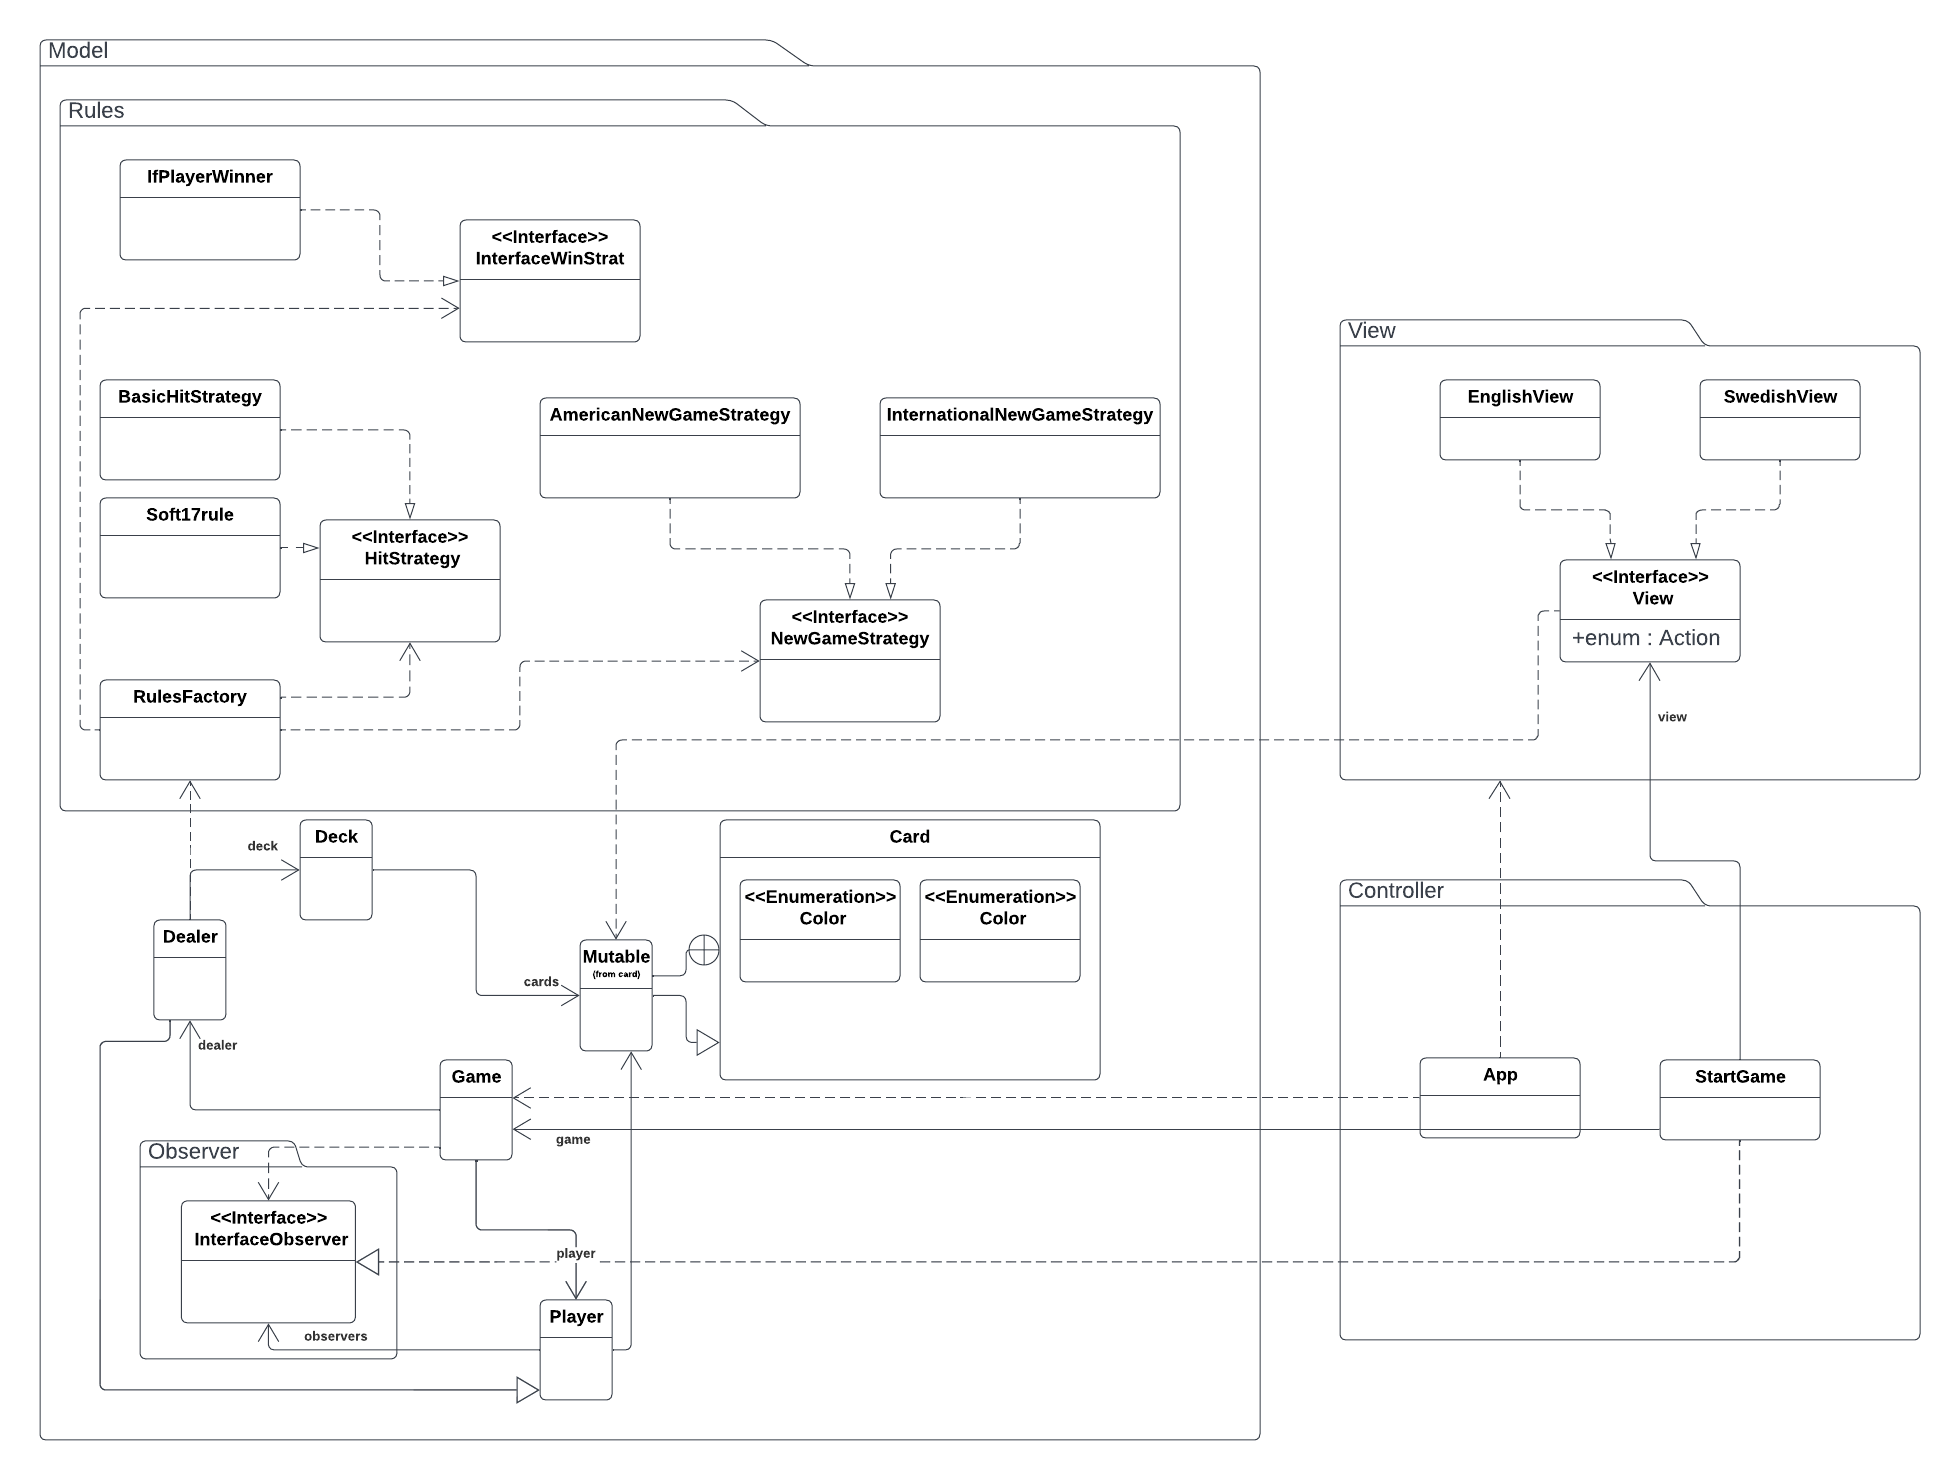 Model
Rules
IfPlayerWinner
<<Interface>>
InterfaceWinStrat
BasicHitStrategy
AmericanNewGameStrategy
InternationalNewGameStrategy
Soft17rule
<<Interface>>
HitStrategy
<<Interface>>
NewGameStrategy
RulesFactory
View
EnglishView
SwedishView
<<Interface>>
View
+enum : Action
view
deck
Deck
Card
<<Enumeration>>
Color
<<Enumeration>>
Color
Dealer
Mutable
(from card)
cards
dealer
Game
game
Controller
App
StartGame
Observer
<<Interface>>
InterfaceObserver
player
Player
observers